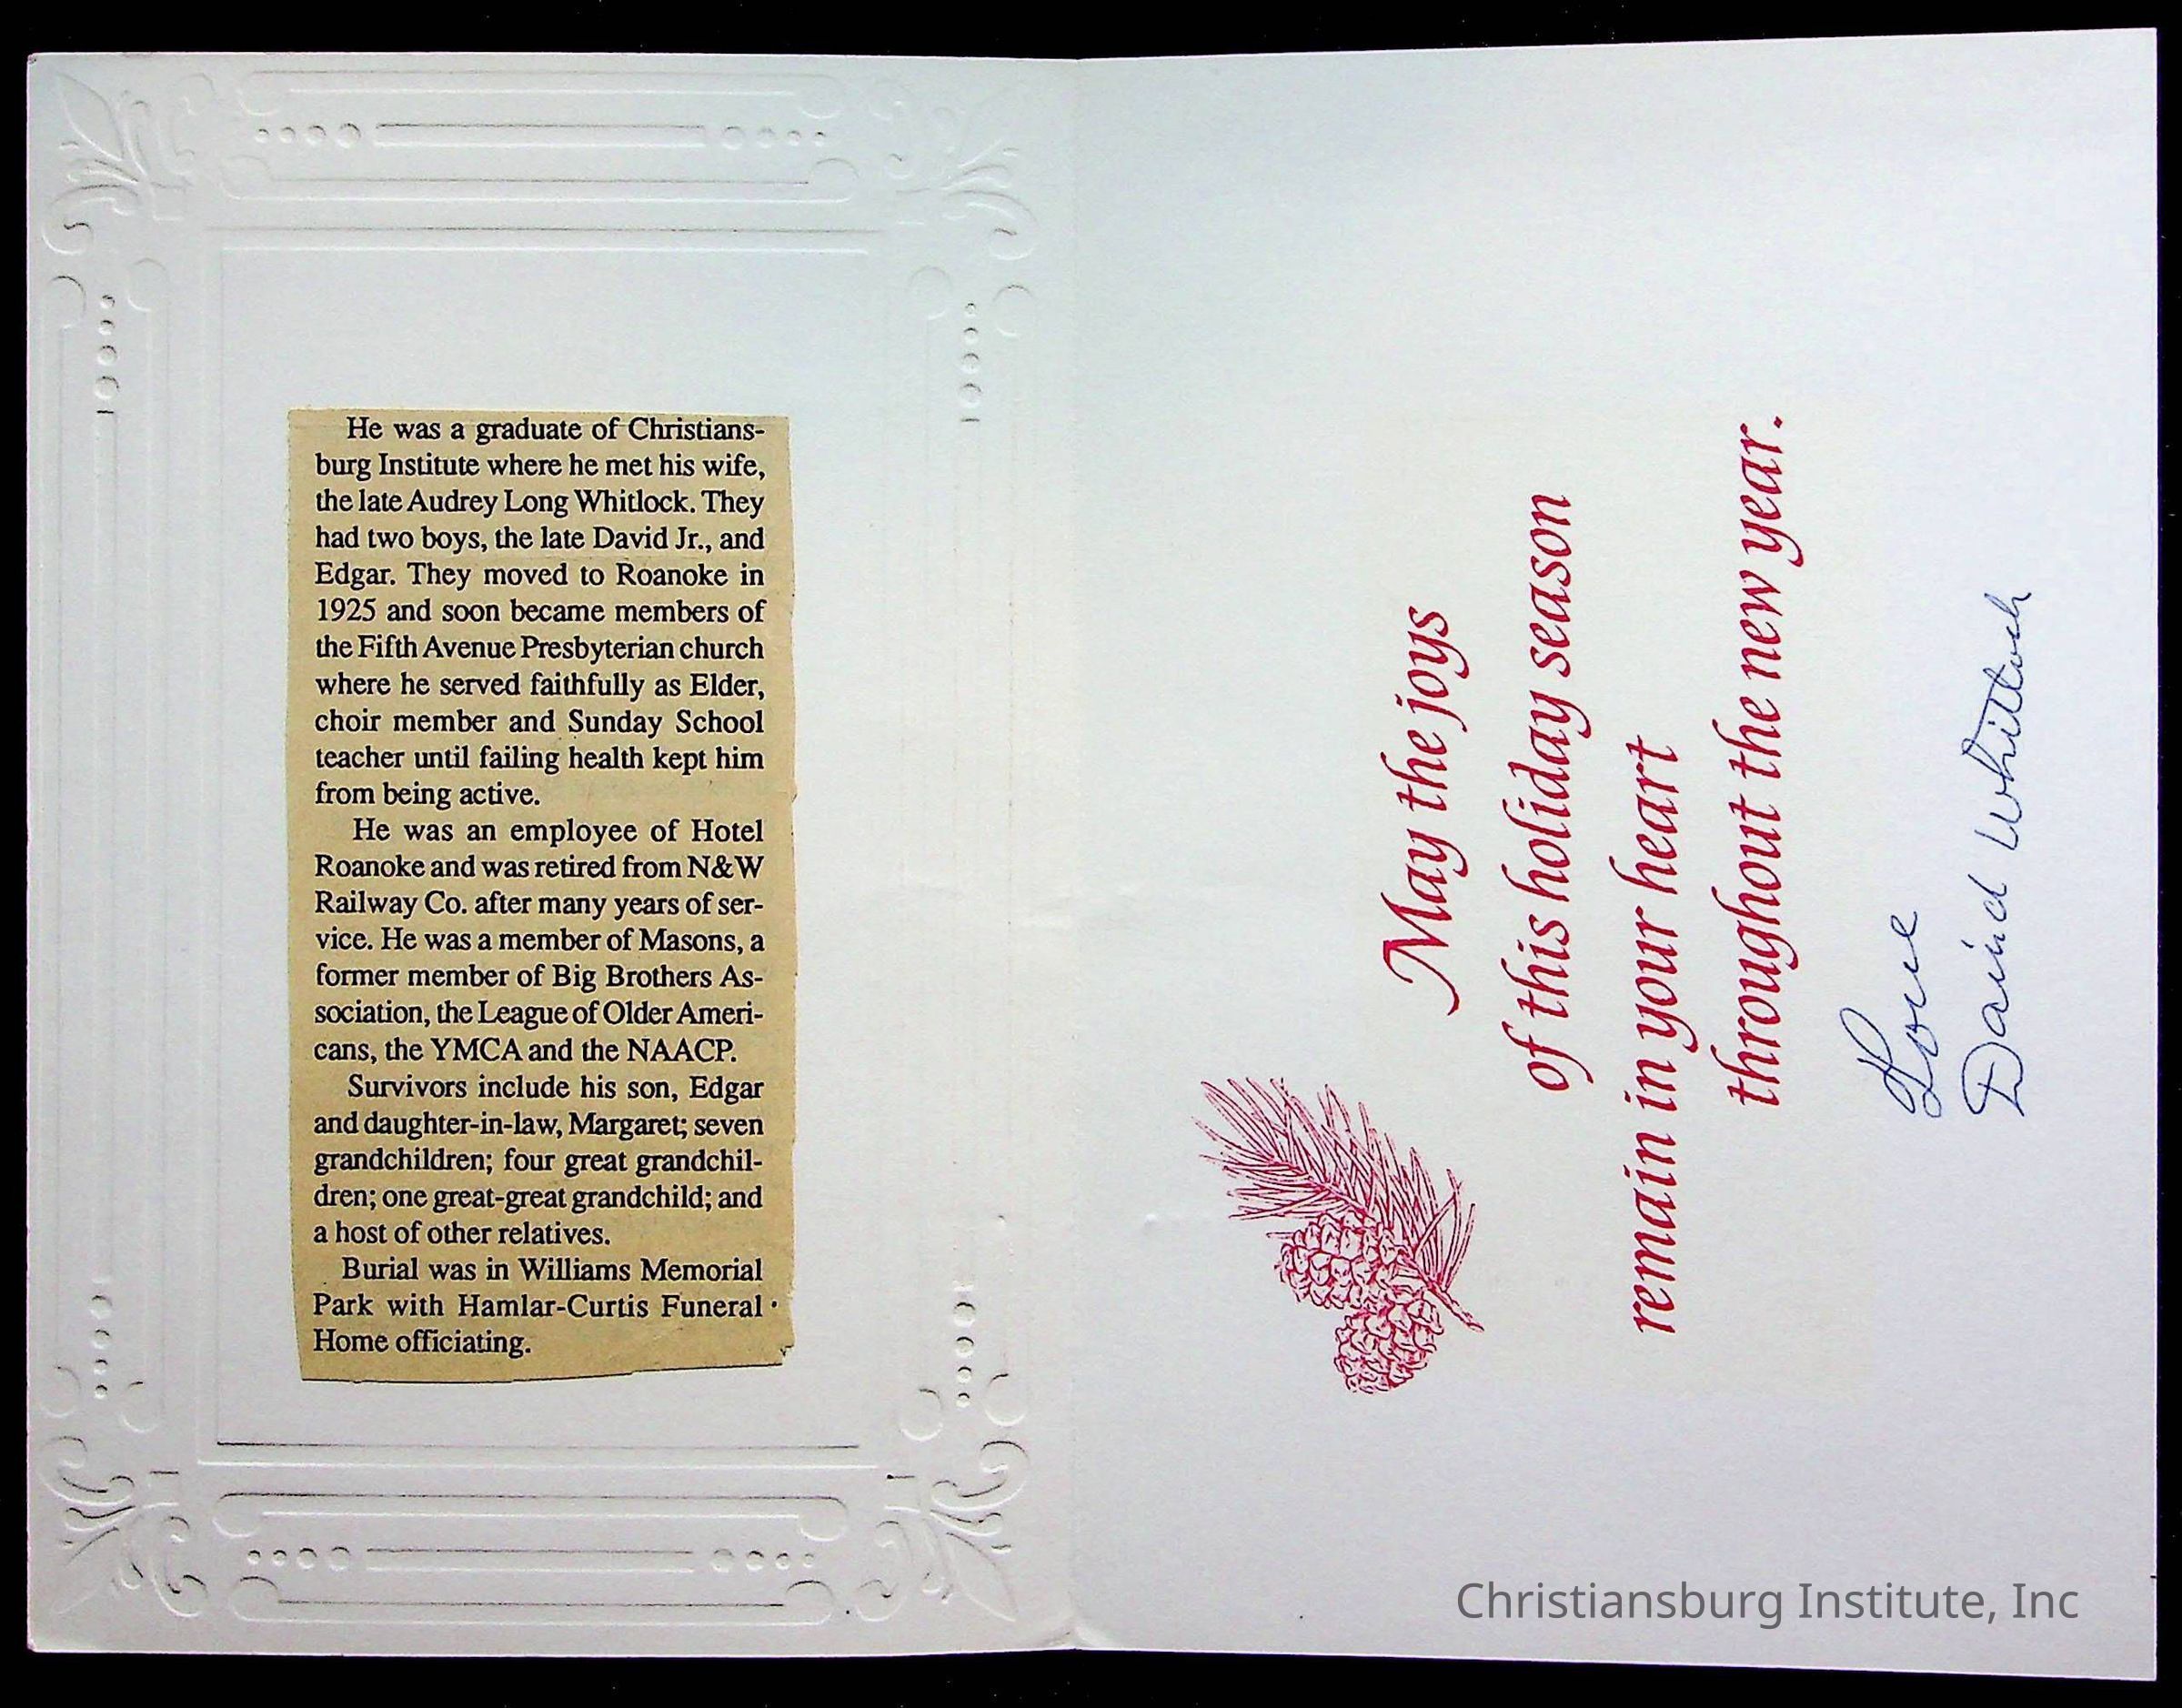 He was a graduate of Christians-
burg Institute where he met his wife,
the late Audrey Long Whitlock. They
had two boys, the late David Jr., and
Edgar. They moved to Roanoke in
1925 and soon became members of
the Fifth Avenue Presbyterian church
where he served faithfully as Elder,
choir member and Sunday School
teacher until failing health kept him
from being active.
He was an employee of Hotel
Roanoke and was retired from N&W
Railway Co. after many years of ser-
vice. He was a member of Masons, a
former member of Big Brothers As-
sociation, the League of Older Ameri-
cans, the YMCA and the NAACP.
Survivors include his son, Edgar
and daughter-in-law, Margaret; seven
grandchildren; four great grandchil-
dren; one great-great grandchild; and
a host of other relatives.
Burial was in Williams Memorial
Park with Hamlar-Curtis Funeral
Home officiating.
May the joys
of this holiday season
remain in your heart
throughout the new year.
Love
David Whitlock
Christiansburg Institute, Inc